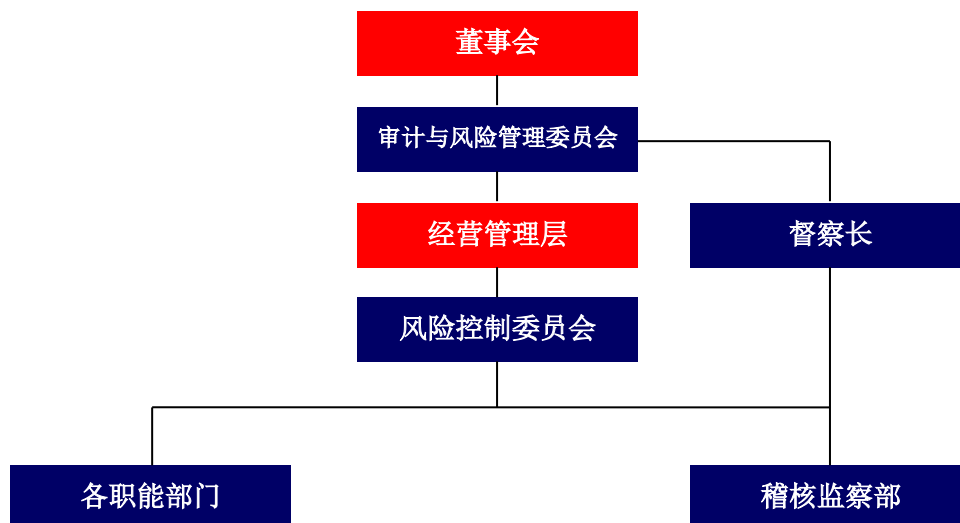 董事会
审计与风险管理委员会
经营管理层
督察长
风险控制委员会
各职能部门
稽核监察部